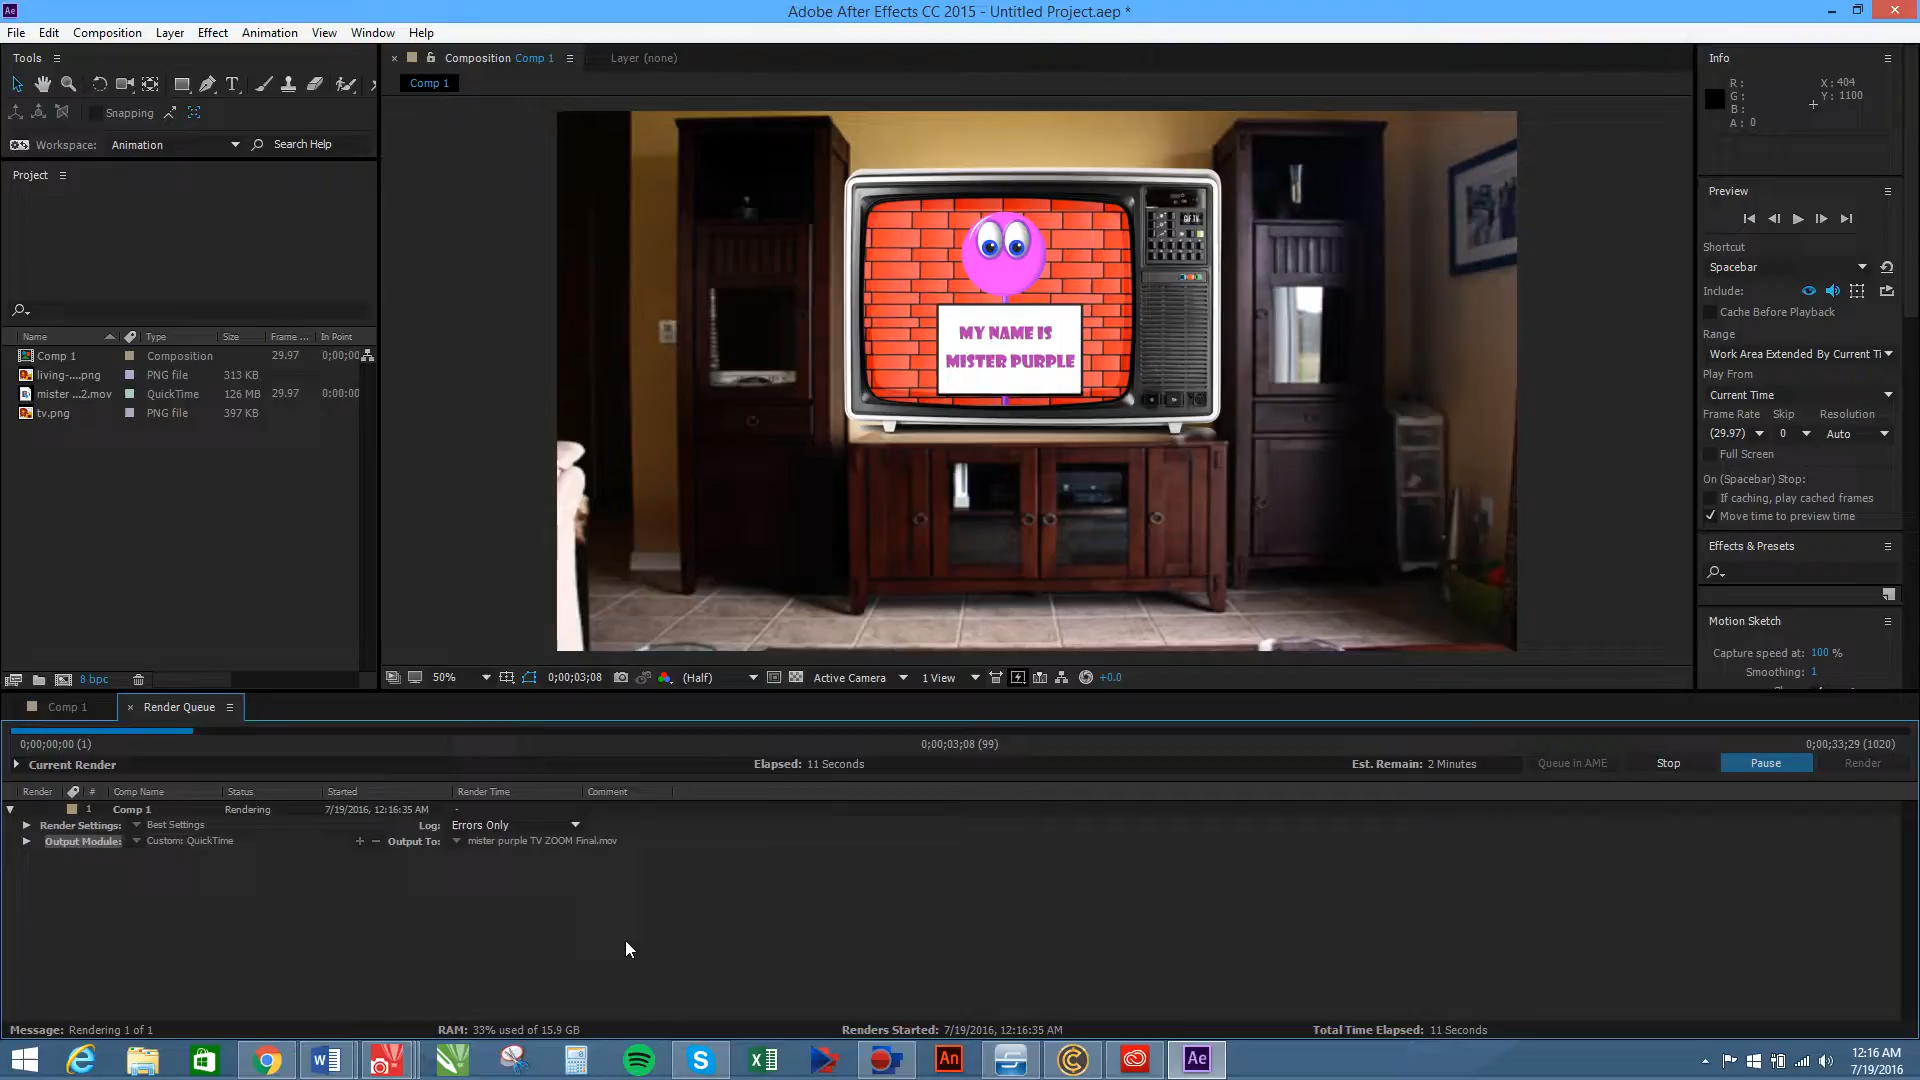 Adobe After Effects CC 2015 - Untitled Project.aep *
File Edit Composition Layer Effect Animation View Window Help
Tools
Snapping
Workspace: Animation Search Help
Project
Name Type Size Frame ... In Point
Comp 1 Composition 29.97 0;00;00
living-....png PNG file 313 KB
mister ...2.mov QuickTime 126 MB 29.97 0:00:00
tv.png PNG file 397 KB
8 bpc
Composition Comp 1
Layer (none)
Comp 1
MY NAME IS
MISTER PURPLE
50% 0;00;03;08 (Half) Active Camera 1 View +0.0
Info
R :
G :
B :
A : 0
X : 404
Y : 1100
Preview
Shortcut
Spacebar
Include:
Cache Before Playback
Range
Work Area Extended By Current Ti
Play From
Current Time
Frame Rate Skip Resolution
(29.97) 0 Auto
Full Screen
On (Spacebar) Stop:
If caching, play cached frames
Move time to preview time
Effects & Presets
Motion Sketch
Capture speed at: 100 %
Smoothing: 1
Comp 1
Render Queue
0;00;00;00 (1) 0;00;03;08 (99) 0;00;33;29 (1020)
Current Render Elapsed: 11 Seconds Est. Remain: 2 Minutes Queue in AME Stop Pause Render
Render # Comp Name Status Started Render Time Comment
1 Comp 1 Rendering 7/19/2016, 12:16:35 AM -
Render Settings: Best Settings Log: Errors Only
Output Module: Custom: QuickTime + – Output To: mister purple TV ZOOM Final.mov
Message: Rendering 1 of 1 RAM: 33% used of 15.9 GB Renders Started: 7/19/2016, 12:16:35 AM Total Time Elapsed: 11 Seconds
An
Ae
12:16 AM
7/19/2016